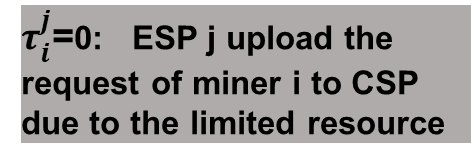 τ_i^j=0: ESP j upload the
request of miner i to CSP
due to the limited resource